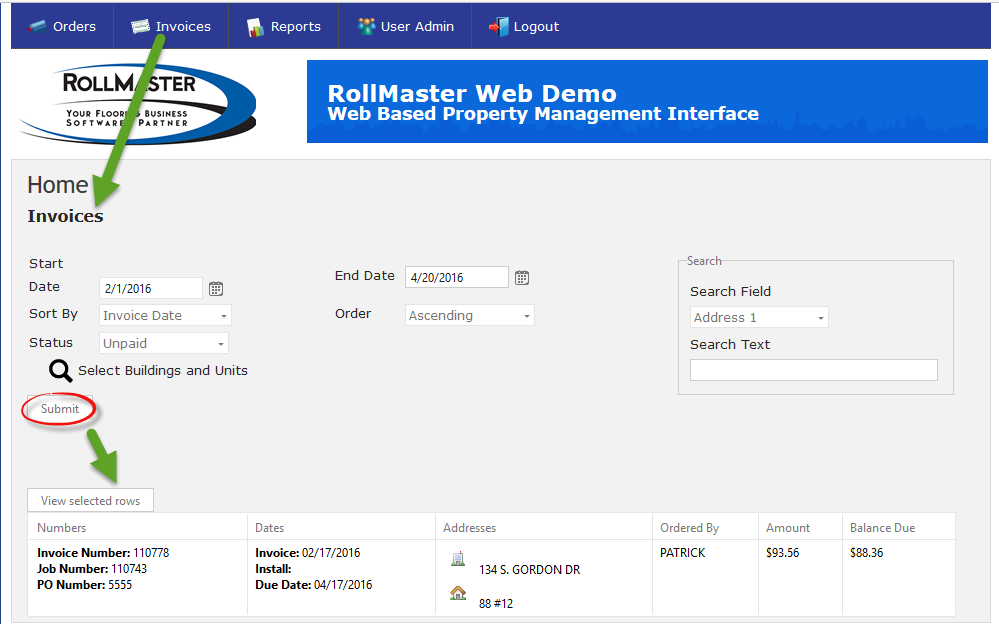 Orders Invoices Reports User Admin Logout
ROLLMASTER
YOUR FLOORING BUSINESS
SOFTWARE PARTNER
RollMaster Web Demo
Web Based Property Management Interface
Home
Invoices
Start
Date 2/1/2016
End Date 4/20/2016
Sort By Invoice Date
Order Ascending
Status Unpaid
Select Buildings and Units
Submit
Search
Search Field
Address 1
Search Text
View selected rows
Numbers Dates Addresses Ordered By Amount Balance Due
Invoice Number: 110778 Invoice: 02/17/2016 PATRICK $93.56 $88.36
Job Number: 110743 Install: 134 S. GORDON DR
PO Number: 5555 Due Date: 04/17/2016
88 #12